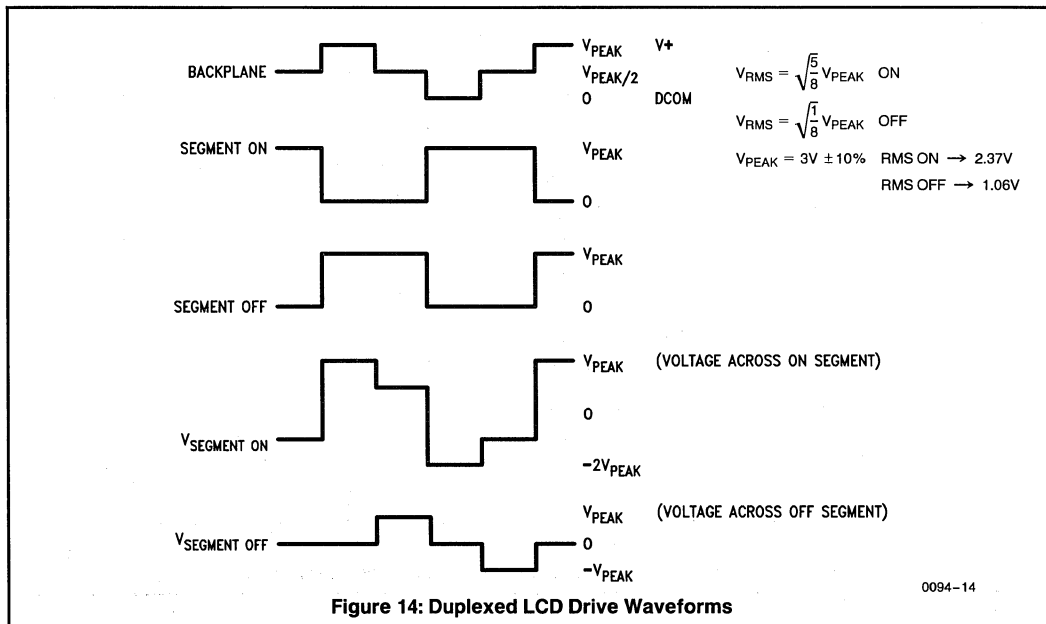 BACKPLANE
V_PEAK V+
V_PEAK/2
0 DCOM
V_RMS = √5/8 V_PEAK ON
V_RMS = √1/8 V_PEAK OFF
V_PEAK = 3V ±10% RMS ON → 2.37V
RMS OFF → 1.06V
SEGMENT ON
V_PEAK
0
SEGMENT OFF
V_PEAK
0
V_SEGMENT ON
V_PEAK (VOLTAGE ACROSS ON SEGMENT)
0
-2V_PEAK
V_SEGMENT OFF
V_PEAK (VOLTAGE ACROSS OFF SEGMENT)
0
-V_PEAK
0094-14
Figure 14: Duplexed LCD Drive Waveforms